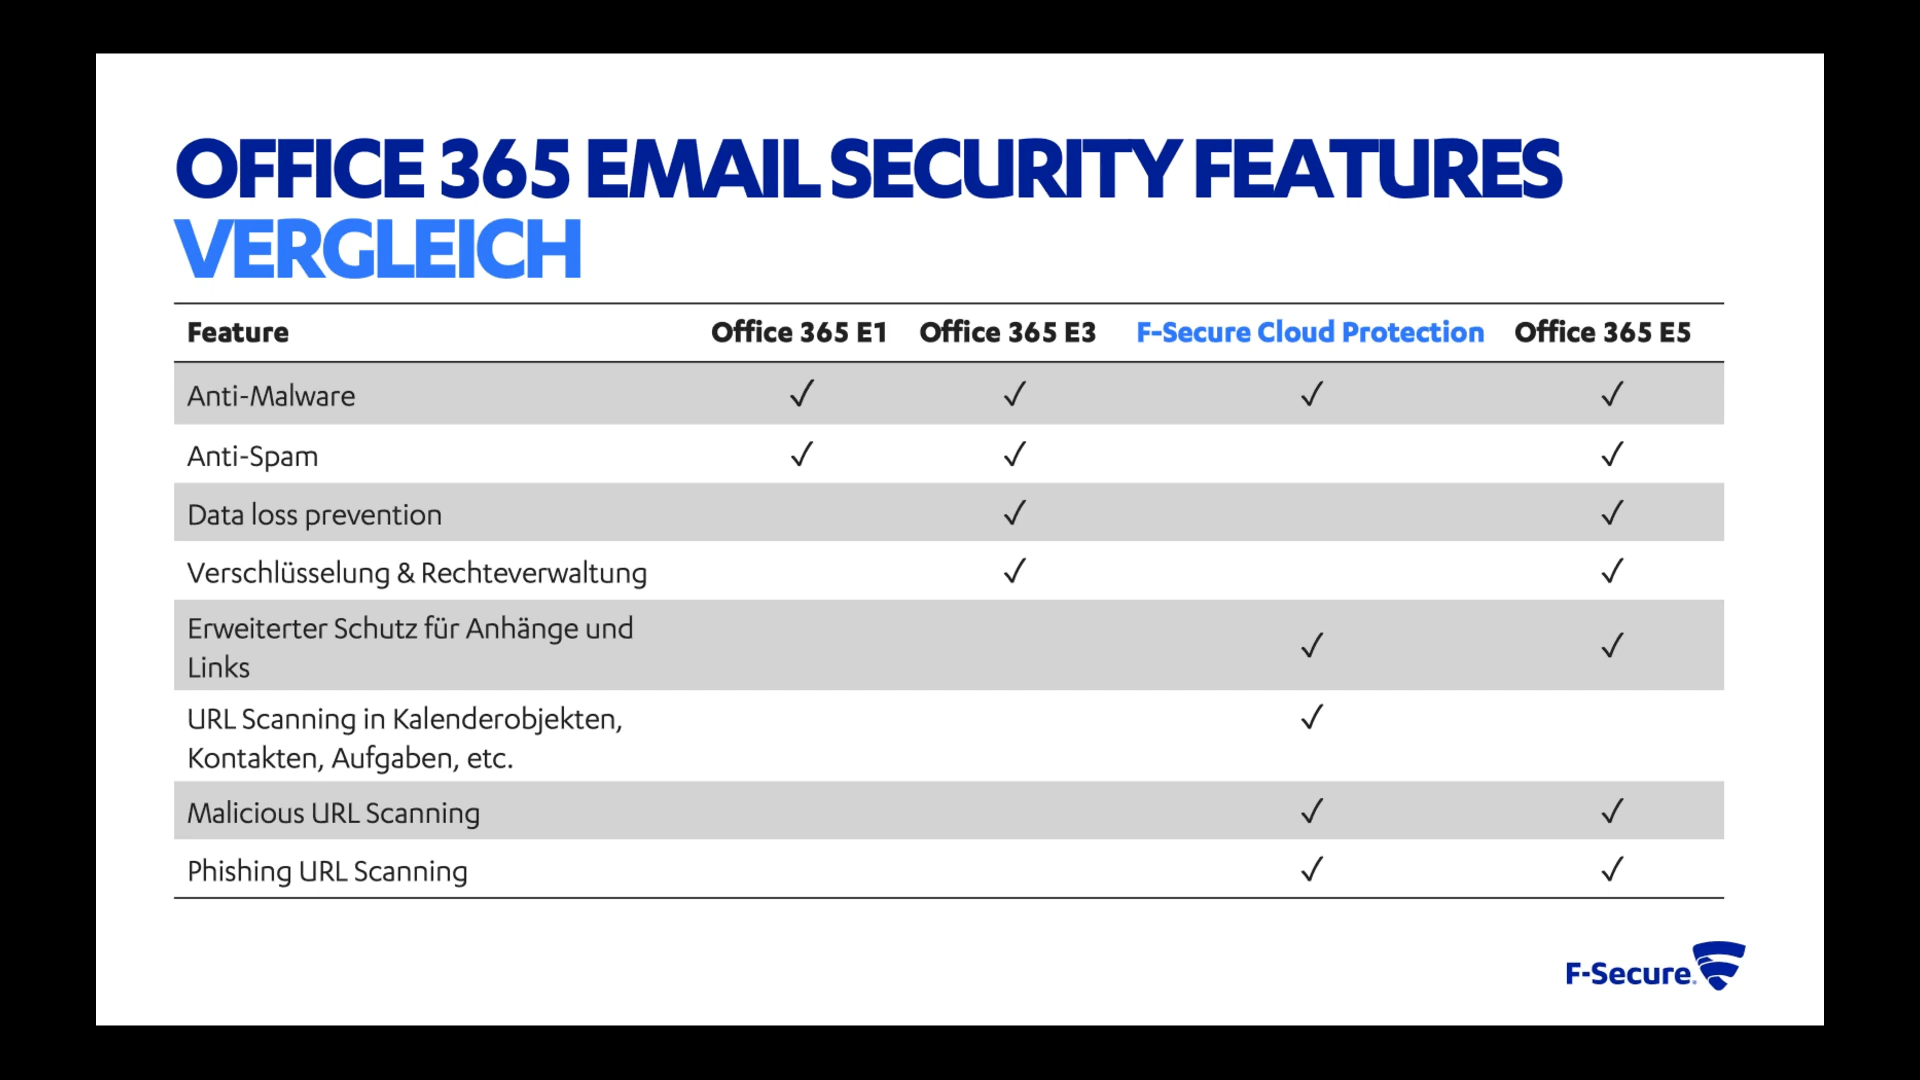 OFFICE 365 EMAIL SECURITY FEATURES
VERGLEICH
Feature Office 365 E1 Office 365 E3 F-Secure Cloud Protection Office 365 E5
Anti-Malware ✓ ✓ ✓ ✓
Anti-Spam ✓ ✓ ✓
Data loss prevention ✓ ✓
Verschlüsselung & Rechteverwaltung ✓ ✓
Erweiterter Schutz für Anhänge und
Links ✓ ✓
URL Scanning in Kalenderobjekten, ✓
Kontakten, Aufgaben, etc.
Malicious URL Scanning ✓ ✓
Phishing URL Scanning ✓ ✓
F-Secure.